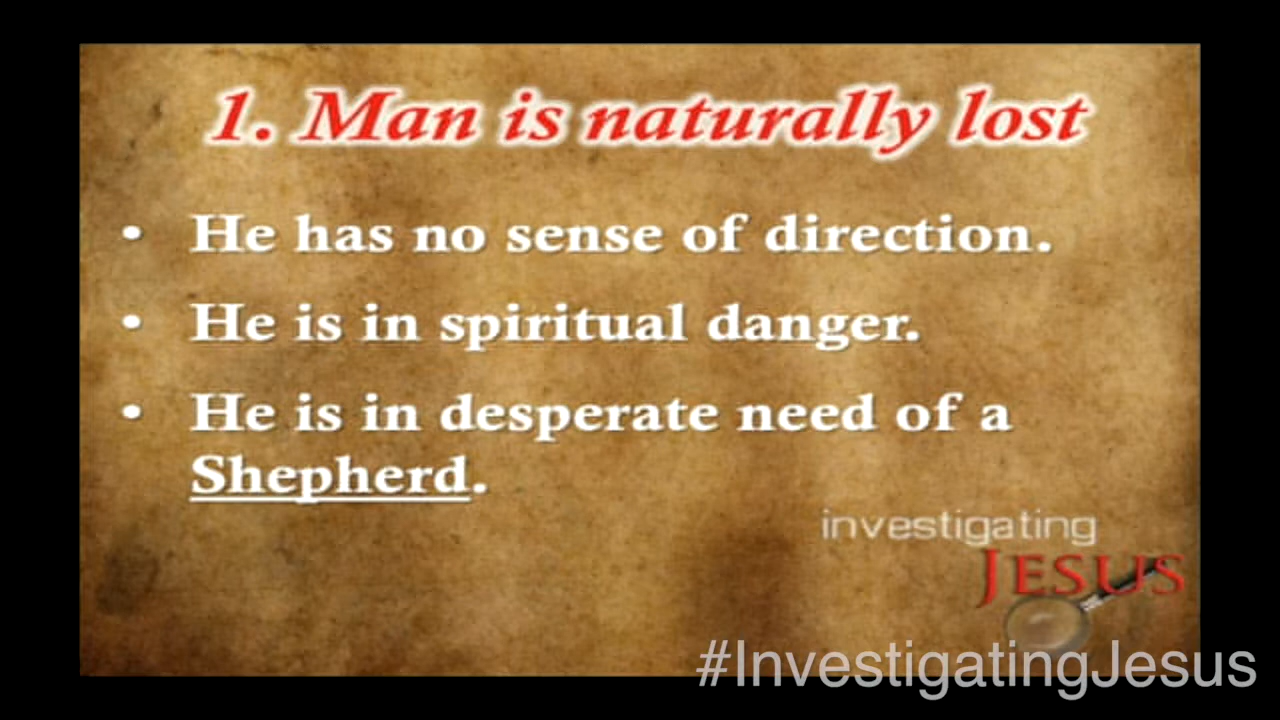 1. Man is naturally lost
• He has no sense of direction.
• He is in spiritual danger.
• He is in desperate need of a
Shepherd.
investigating
JESUS
#InvestigatingJesus